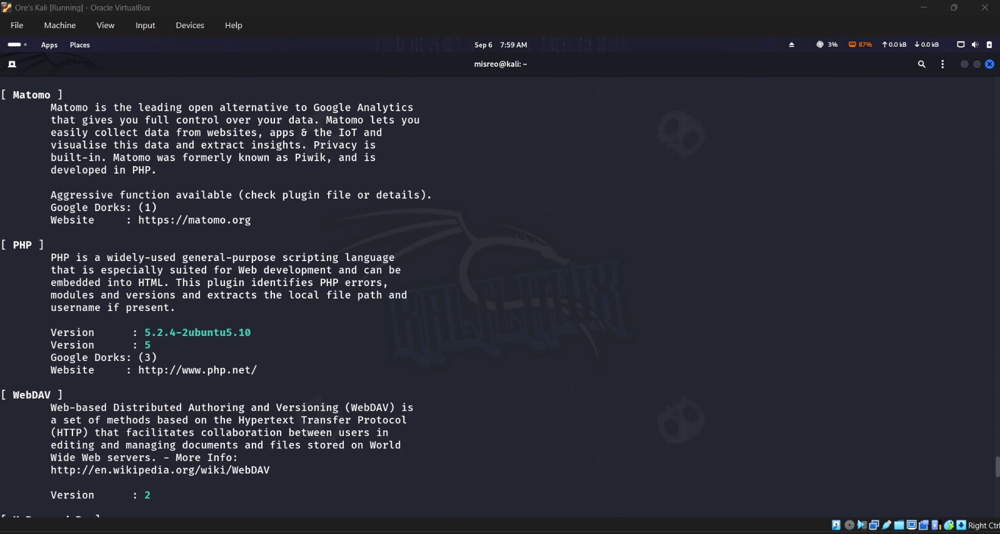 Ore's Kali [Running] - Oracle VirtualBox
File Machine View Input Devices Help
Apps Places Sep 6 7:59 AM 3% 87% 0.0 kB 0.0 kB
misreo@kali: ~
[ Matomo ]
Matomo is the leading open alternative to Google Analytics
that gives you full control over your data. Matomo lets you
easily collect data from websites, apps & the IoT and
visualise this data and extract insights. Privacy is
built-in. Matomo was formerly known as Piwik, and is
developed in PHP.
Aggressive function available (check plugin file or details).
Google Dorks: (1)
Website : https://matomo.org
[ PHP ]
PHP is a widely-used general-purpose scripting language
that is especially suited for Web development and can be
embedded into HTML. This plugin identifies PHP errors,
modules and versions and extracts the local file path and
username if present.
Version : 5.2.4-2ubuntu5.10
Version : 5
Google Dorks: (3)
Website : http://www.php.net/
[ WebDAV ]
Web-based Distributed Authoring and Versioning (WebDAV) is
a set of methods based on the Hypertext Transfer Protocol
(HTTP) that facilitates collaboration between users in
editing and managing documents and files stored on World
Wide Web servers. - More Info:
http://en.wikipedia.org/wiki/WebDAV
Version : 2
KALI LINUX
Right Ctrl